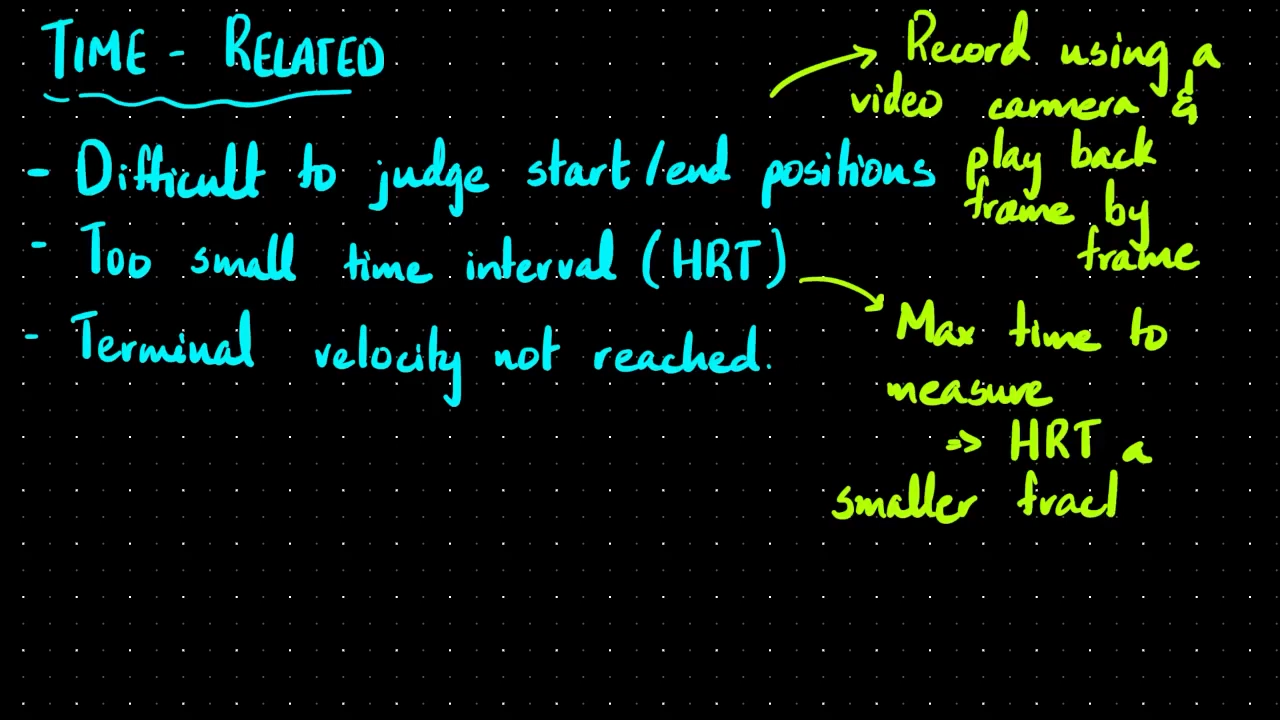 TIME - RELATED
- Difficult to judge start/end positions
- Too small time interval (HRT)
- Terminal velocity not reached.
Record using a
video camera &
play back
frame by
frame
Max time to
measure
=> HRT a
smaller fract